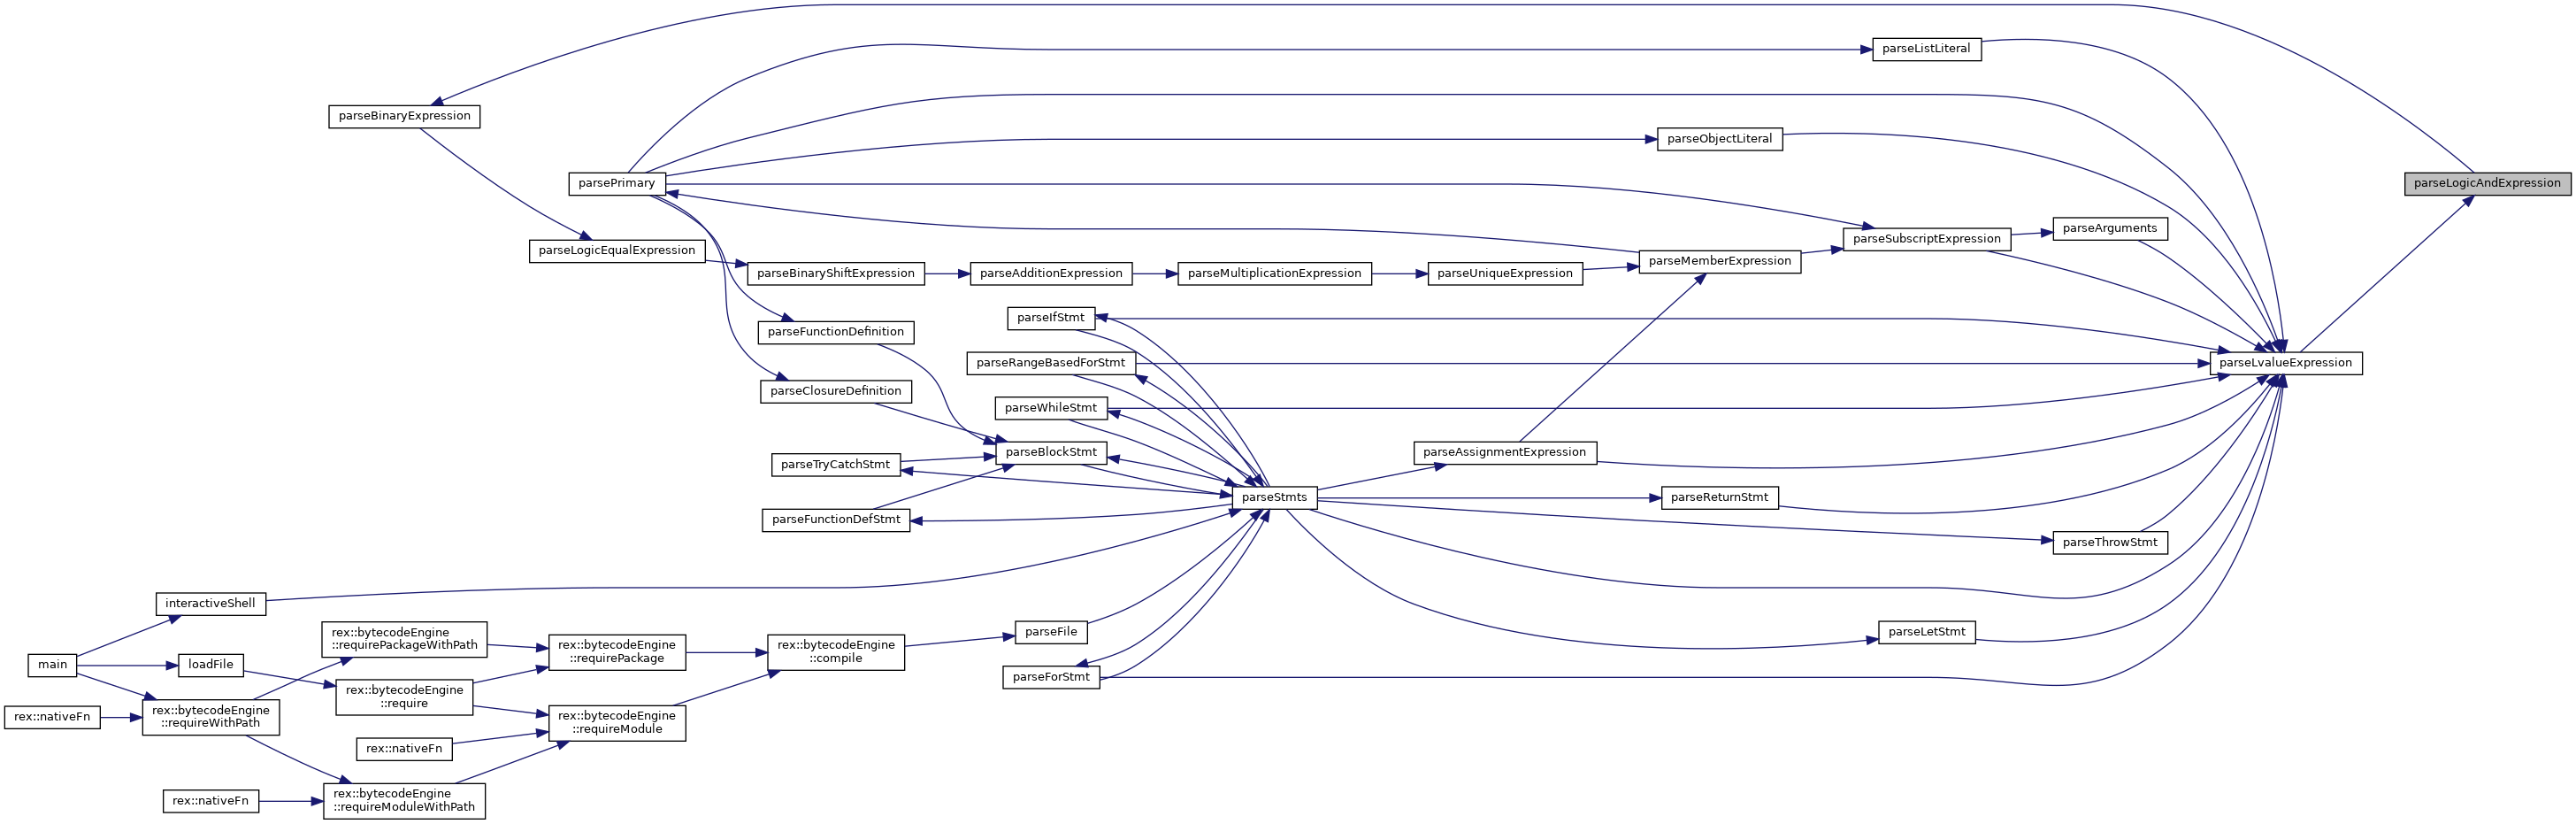 parseListLiteral
parseBinaryExpression
parseObjectLiteral
parsePrimary
parseLogicAndExpression
parseArguments
parseSubscriptExpression
parseLogicEqualExpression
parseMemberExpression
parseBinaryShiftExpression
parseAdditionExpression
parseMultiplicationExpression
parseUniqueExpression
parseIfStmt
parseFunctionDefinition
parseRangeBasedForStmt
parseLvalueExpression
parseClosureDefinition
parseWhileStmt
parseBlockStmt
parseAssignmentExpression
parseTryCatchStmt
parseStmts
parseReturnStmt
parseFunctionDefStmt
parseThrowStmt
interactiveShell
parseFile
parseLetStmt
rex::bytecodeEngine
::requirePackageWithPath
rex::bytecodeEngine
::requirePackage
rex::bytecodeEngine
::compile
main
loadFile
parseForStmt
rex::bytecodeEngine
::require
rex::nativeFn
rex::bytecodeEngine
::requireWithPath
rex::bytecodeEngine
::requireModule
rex::nativeFn
rex::nativeFn
rex::bytecodeEngine
::requireModuleWithPath